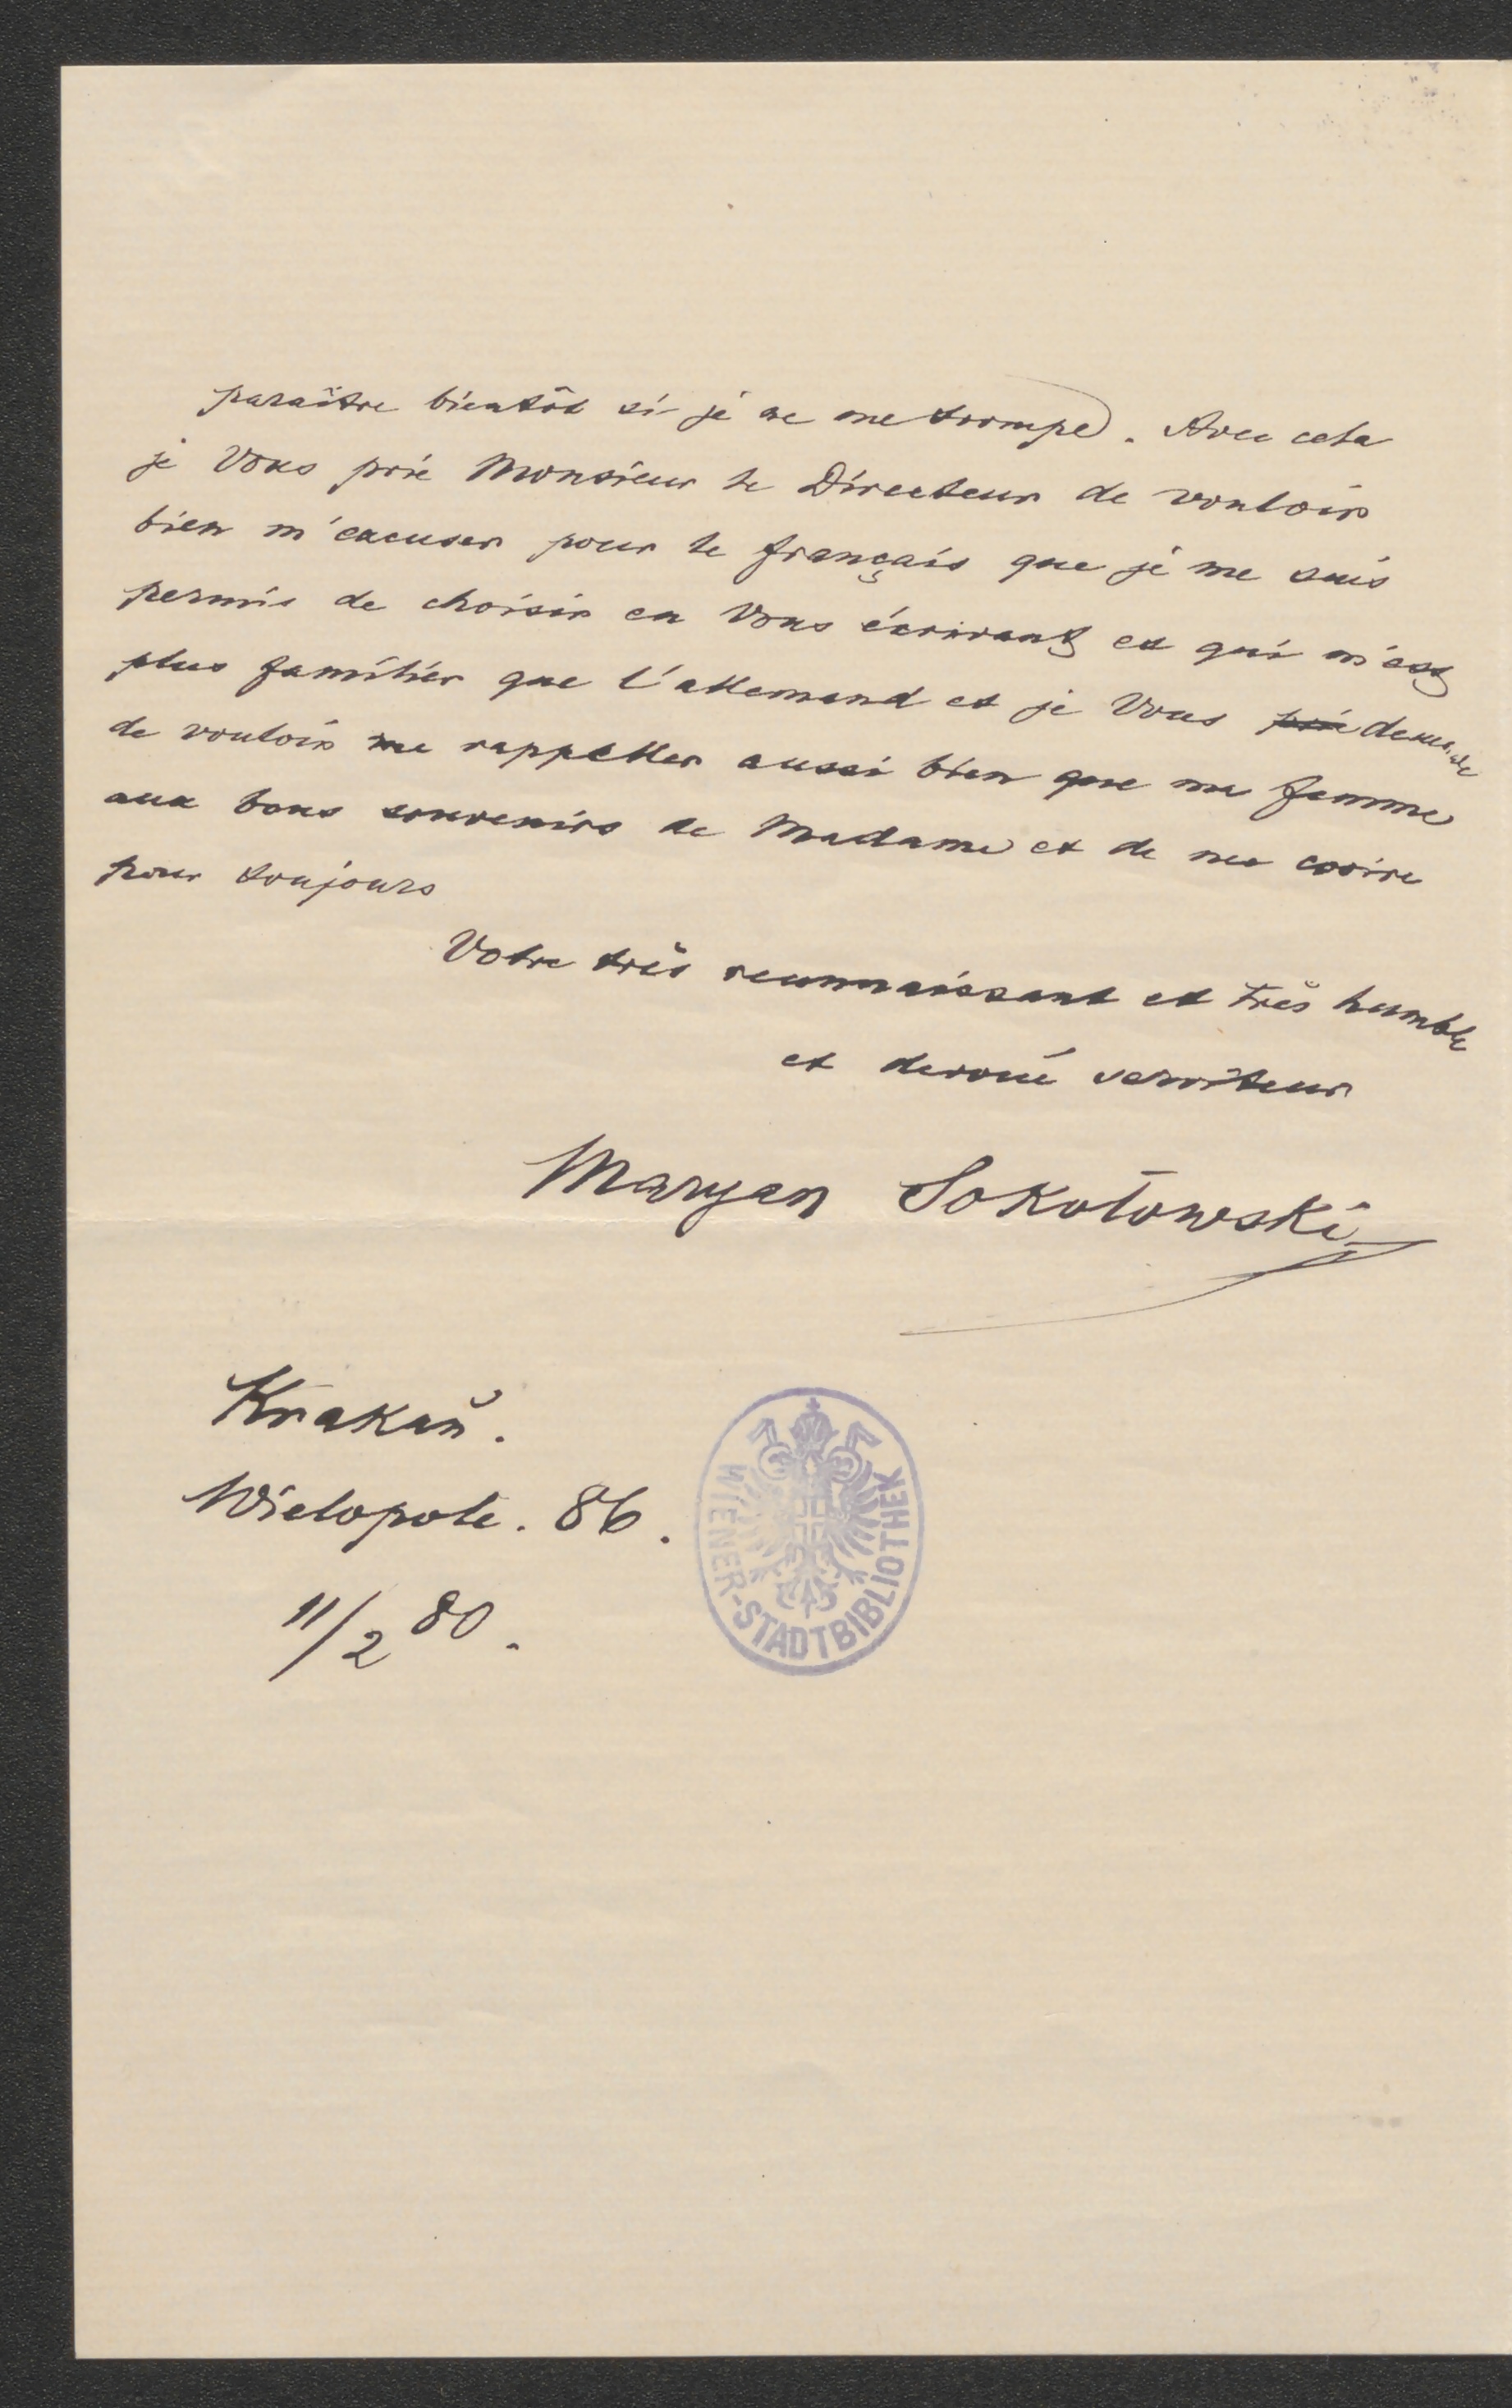 paraître bientôt si je ne me trompe. Avec cela
je Vous prie Monsieur le Directeur de vouloir
bien m'excuser pour le français que je me suis
permis de choisir en Vous écrivant et qui m'est
plus familier que l'allemand et je Vous prie demande
de vouloir me rappeller aussi bien que ma femme
aux bons souvenirs de Madame et de me croire
pour toujours
Votre très reconnaissant et très humble
et devoué serviteur
Maryan Sokołowski
Krakaŭ.
Wielopole. 86.
11/2 80.
WIENER-STADTBIBLIOTHEK